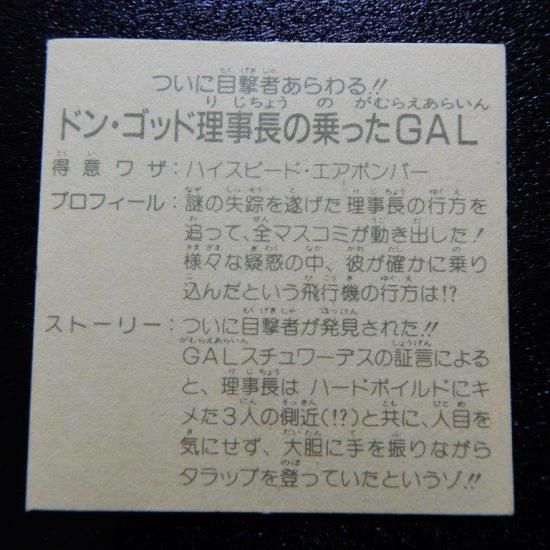 ついに目撃者あらわる!!
ドン・ゴッド理事長の乗ったGAL
得意ワザ:ハイスピード・エアボンバー
プロフィール:謎の失踪を遂げた理事長の行方を
追って、全マスコミが動き出した!
様々な疑惑の中、彼が確かに乗り
込んだという飛行機の行方は!?
ストーリー:ついに目撃者が発見された!!
GALスチュワーデスの証言による
と、理事長は ハードボイルドにキ
メた3人の側近(!?)と共に、人目を
気にせず、大胆に手を振りながら
タラップを登っていたというゾ!!